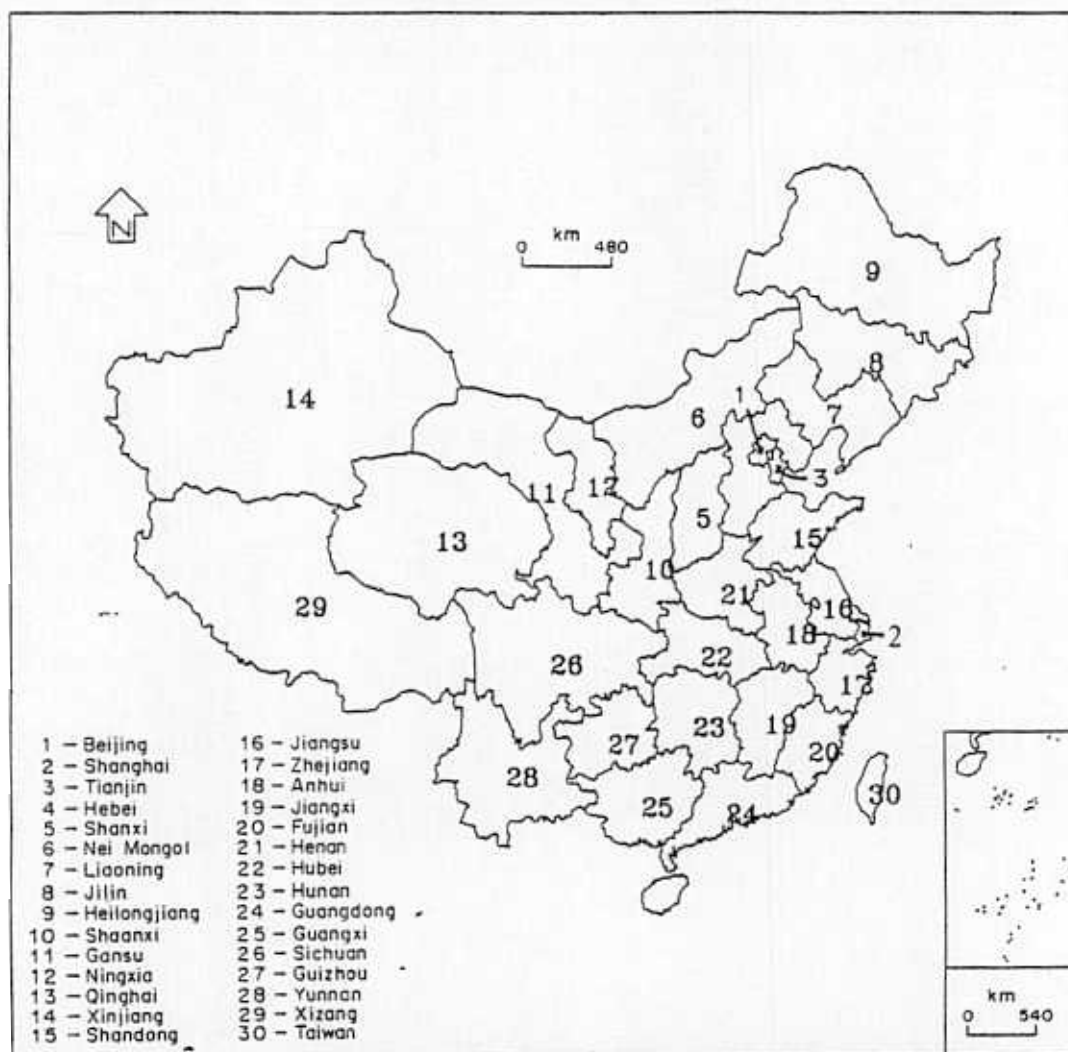 N
km
0 480
9
8
14
1
6
7
11
12
3
13
5
15
10
29
21
16
18
2
26
22
17
23
19
27
20
28
25
24
30
1 – Beijing
2 – Shanghai
3 – Tianjin
4 – Hebei
5 – Shanxi
6 – Nei Mongol
7 – Liaoning
8 – Jilin
9 – Heilongjiang
10 – Shaanxi
11 – Gansu
12 – Ningxia
13 – Qinghai
14 – Xinjiang
15 – Shandong
16 – Jiangsu
17 – Zhejiang
18 – Anhui
19 – Jiangxi
20 – Fujian
21 – Henan
22 – Hubei
23 – Hunan
24 – Guangdong
25 – Guangxi
26 – Sichuan
27 – Guizhou
28 – Yunnan
29 – Xizang
30 – Taiwan
km
0 540